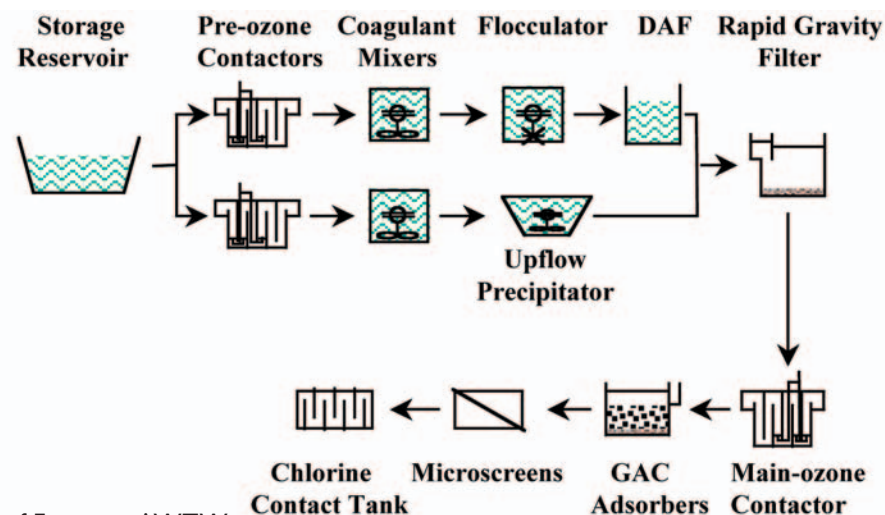 Storage
Reservoir
Pre-ozone
Contactors
Coagulant
Mixers
Flocculator
DAF
Rapid Gravity
Filter
Upflow
Precipitator
Chlorine
Contact Tank
Microscreens
GAC
Adsorbers
Main-ozone
Contactor